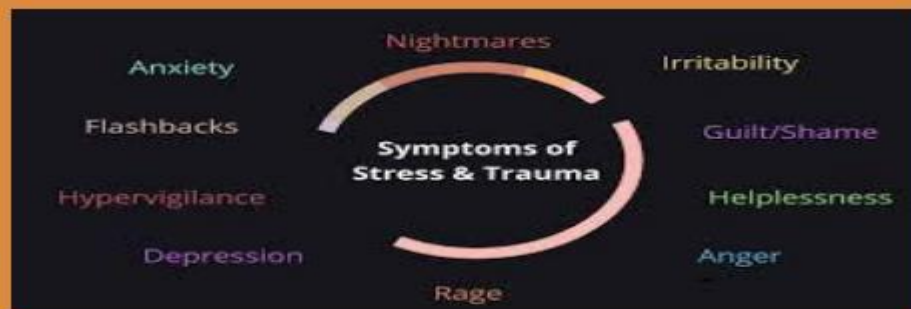 Nightmares
Anxiety
Irritability
Flashbacks
Guilt/Shame
Symptoms of
Stress & Trauma
Hypervigilance
Helplessness
Depression
Anger
Rage